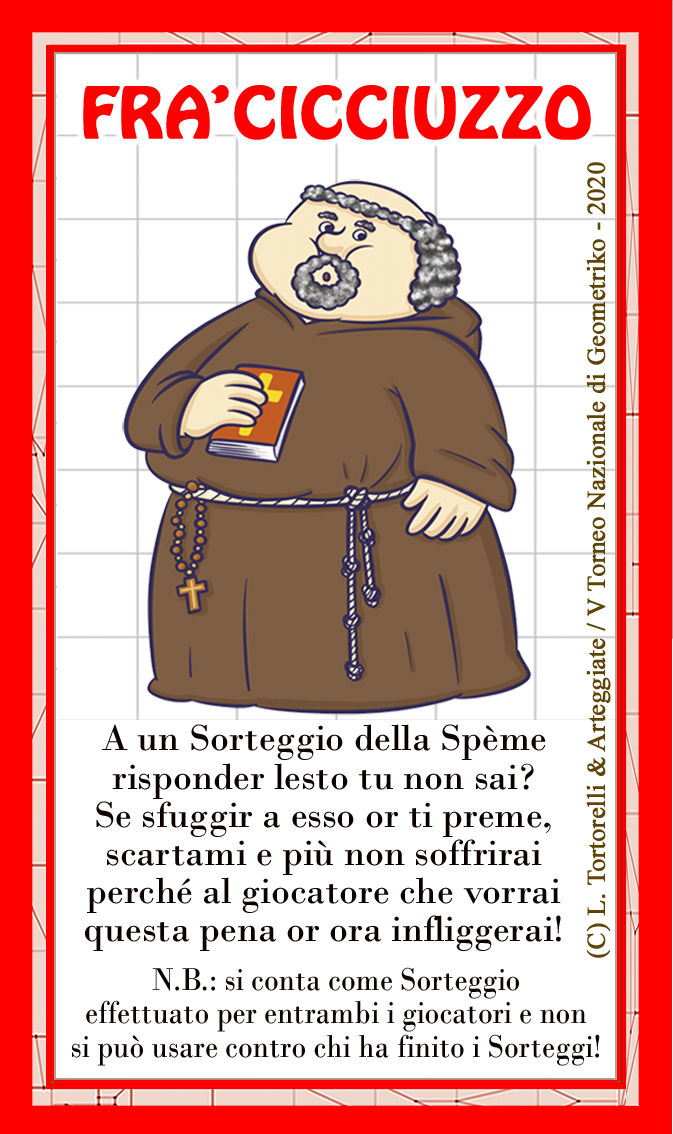 FRA'CICCIUZZO
A un Sorteggio della Spème
risponder lesto tu non sai?
Se sfuggir a esso or ti preme,
scartami e più non soffrirai
perché al giocatore che vorrai
questa pena or ora infliggerai!
N.B.: si conta come Sorteggio
effettuato per entrambi i giocatori e non
si può usare contro chi ha finito i Sorteggi!
(C) L. Tortorelli & Arteggiate / V Torneo Nazionale di Geometriko - 2020